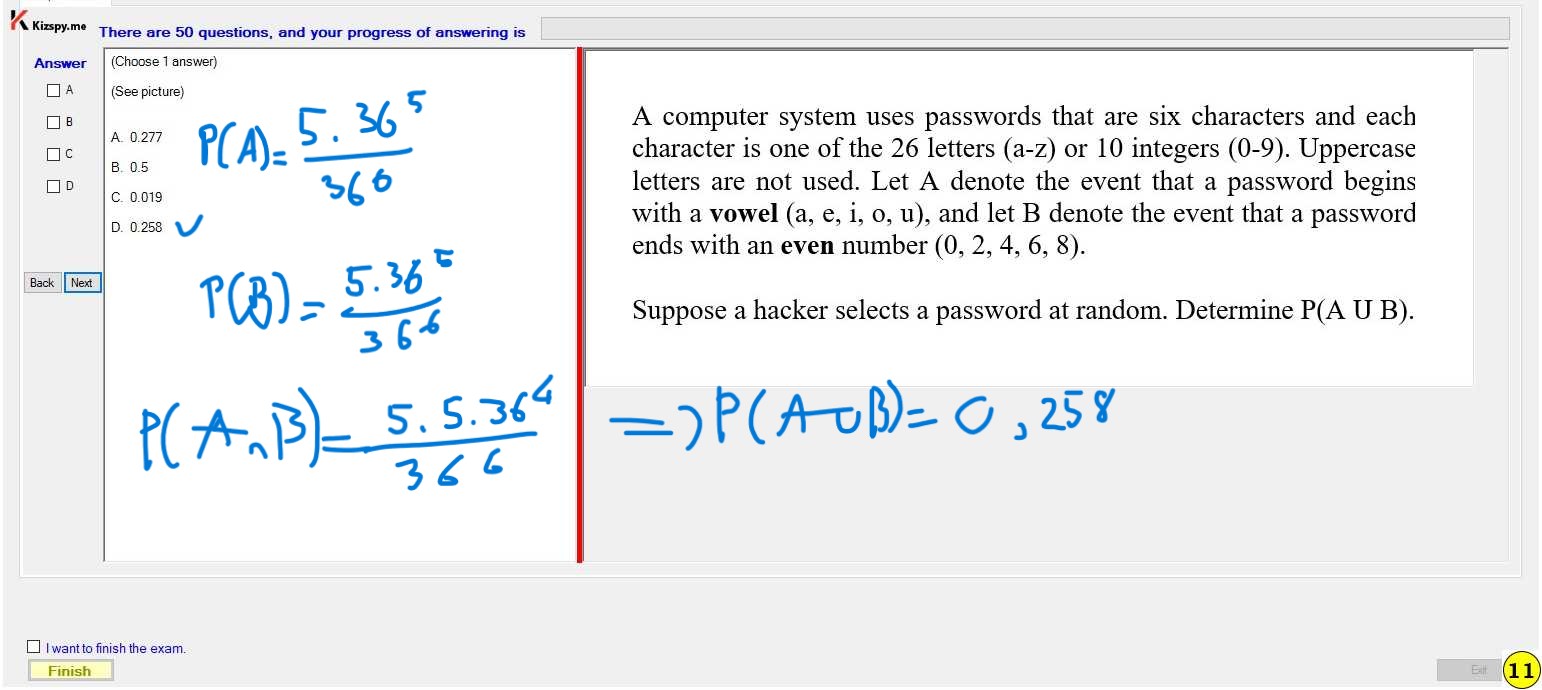 Kizspy.me
There are 50 questions, and your progress of answering is
Answer
A
B
C
D
Back Next
(Choose 1 answer)
(See picture)
A. 0.277
B. 0.5
C. 0.019
D. 0.258 ✓
P(A) = 5.36^5 / 36^6
P(B) = 5.36^5 / 36^6
P(A∩B) = 5.5.36^4 / 36^6
A computer system uses passwords that are six characters and each
character is one of the 26 letters (a-z) or 10 integers (0-9). Uppercase
letters are not used. Let A denote the event that a password begins
with a vowel (a, e, i, o, u), and let B denote the event that a password
ends with an even number (0, 2, 4, 6, 8).
Suppose a hacker selects a password at random. Determine P(A U B).
=> P(A∪B) = 0,258
I want to finish the exam.
Finish
Exit
11